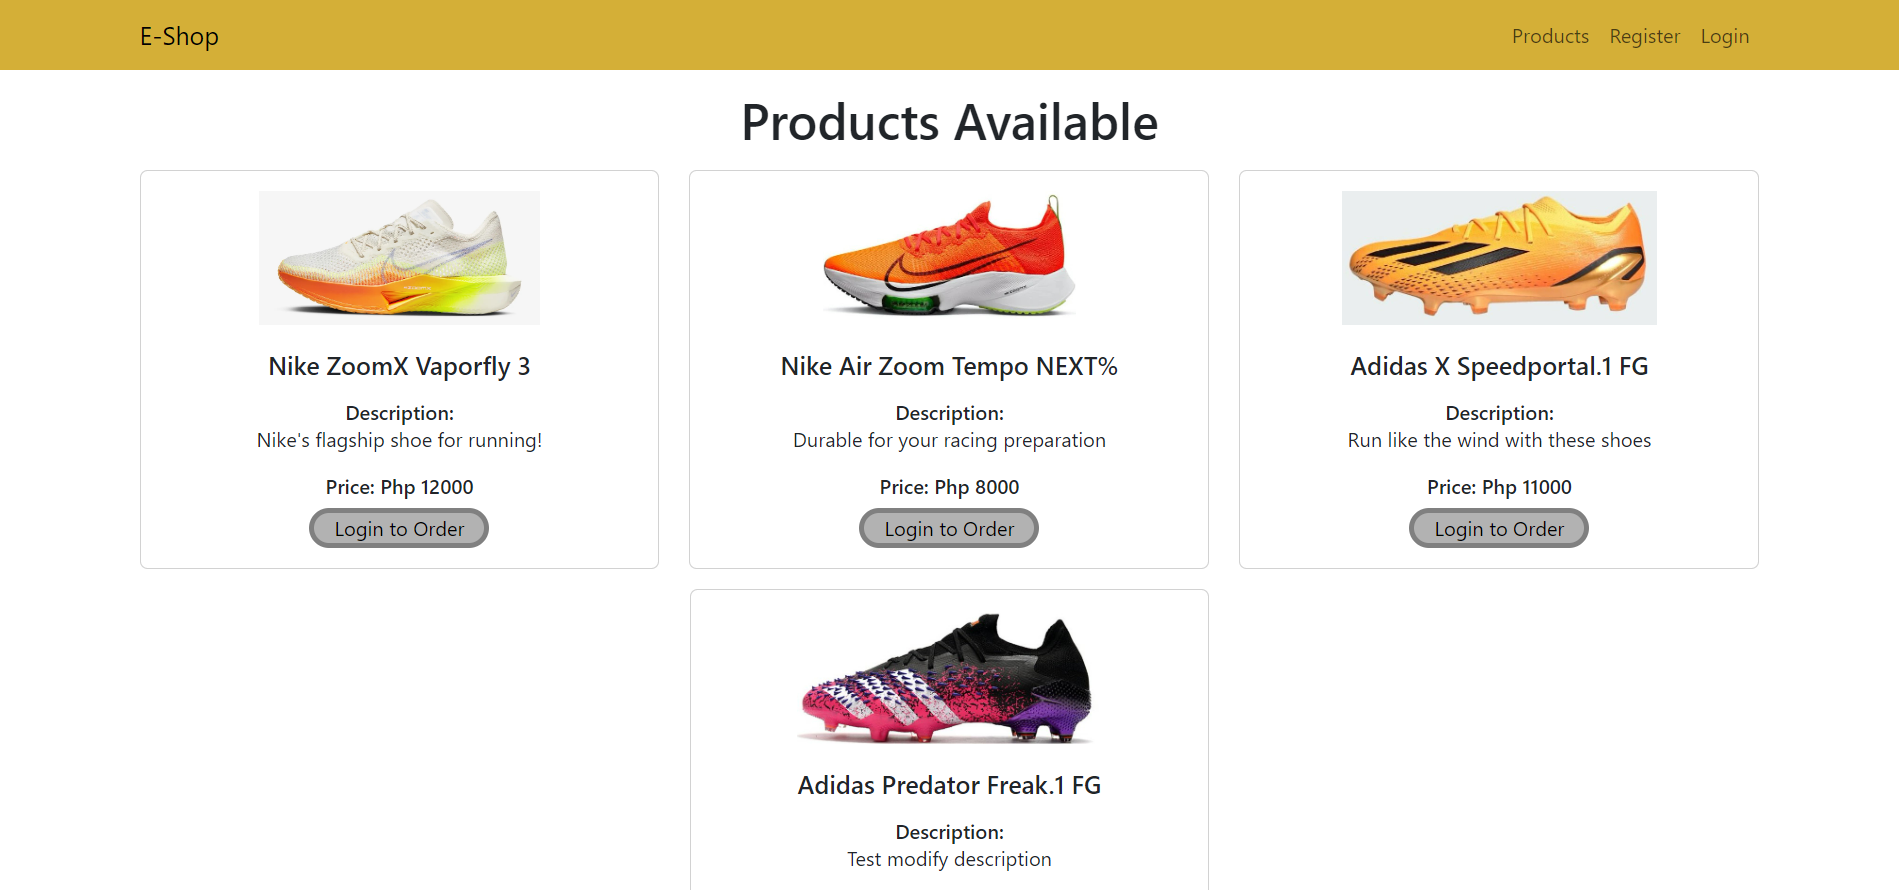 E-Shop
Products Register Login
Products Available
Nike ZoomX Vaporfly 3
Description:
Nike's flagship shoe for running!
Price: Php 12000
Login to Order
Nike Air Zoom Tempo NEXT%
Description:
Durable for your racing preparation
Price: Php 8000
Login to Order
Adidas X Speedportal.1 FG
Description:
Run like the wind with these shoes
Price: Php 11000
Login to Order
Adidas Predator Freak.1 FG
Description:
Test modify description